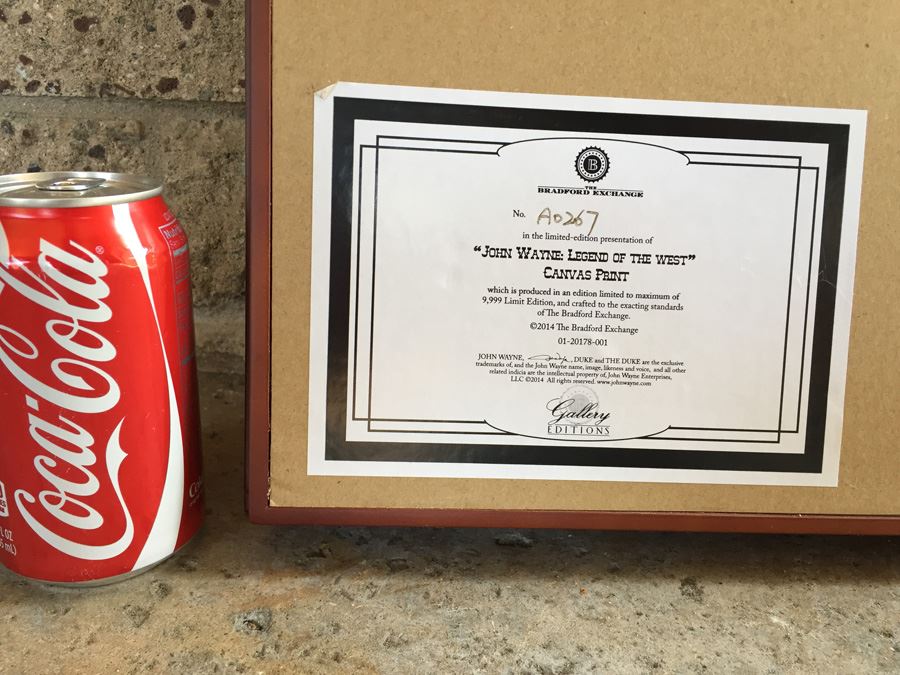 THE
BRADFORD EXCHANGE
B
No. A0267
in the limited-edition presentation of
"JOHN WAYNE: LEGEND OF THE WEST"
CANVAS PRINT
which is produced in an edition limited to maximum of
9,999 Limit Edition, and crafted to the exacting standards
of The Bradford Exchange.
©2014 The Bradford Exchange
01-20178-001
JOHN WAYNE, , DUKE and THE DUKE are the exclusive
trademarks of, and the John Wayne name, image, likeness and voice, and all other
related indicia are the intellectual property of, John Wayne Enterprises,
LLC ©2014 All rights reserved. www.johnwayne.com
Gallery
EDITIONS
Coca-Cola®